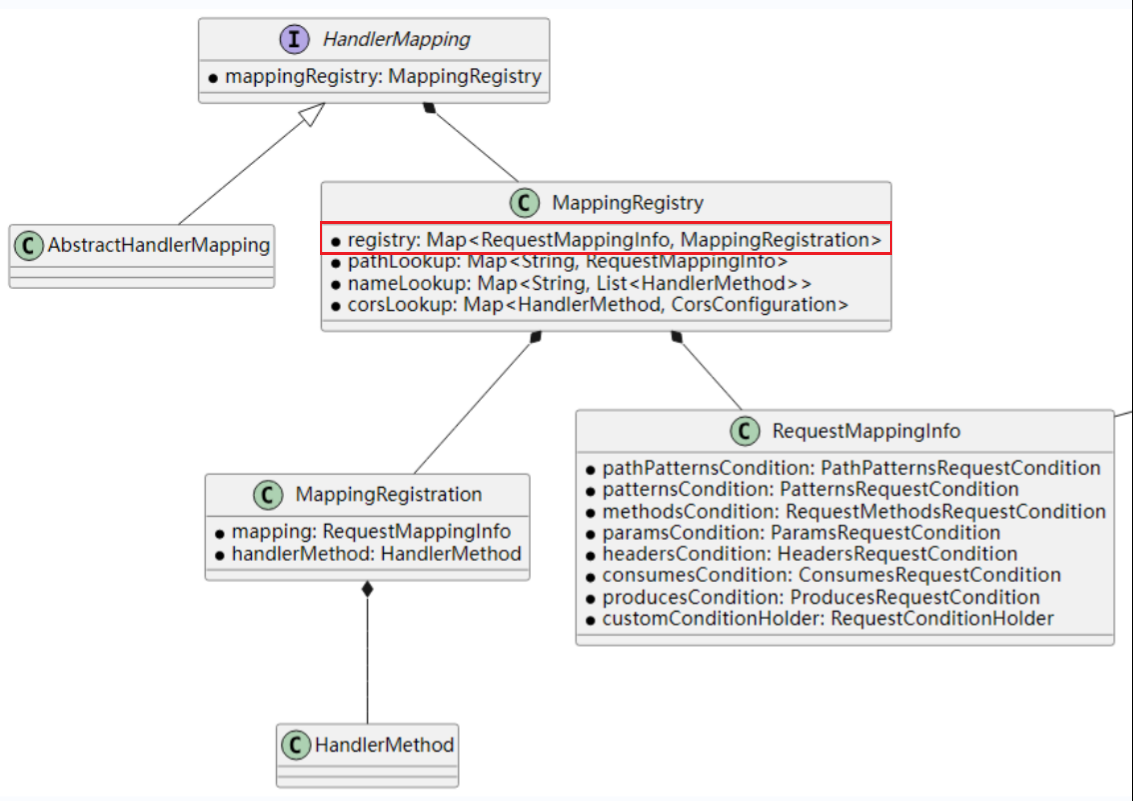 I HandlerMapping
mappingRegistry: MappingRegistry
C AbstractHandlerMapping
C MappingRegistry
registry: Map<RequestMappingInfo, MappingRegistration>
pathLookup: Map<String, RequestMappingInfo>
nameLookup: Map<String, List<HandlerMethod>>
corsLookup: Map<HandlerMethod, CorsConfiguration>
C MappingRegistration
mapping: RequestMappingInfo
handlerMethod: HandlerMethod
C RequestMappingInfo
pathPatternsCondition: PathPatternsRequestCondition
patternsCondition: PatternsRequestCondition
methodsCondition: RequestMethodsRequestCondition
paramsCondition: ParamsRequestCondition
headersCondition: HeadersRequestCondition
consumesCondition: ConsumesRequestCondition
producesCondition: ProducesRequestCondition
customConditionHolder: RequestConditionHolder
C HandlerMethod